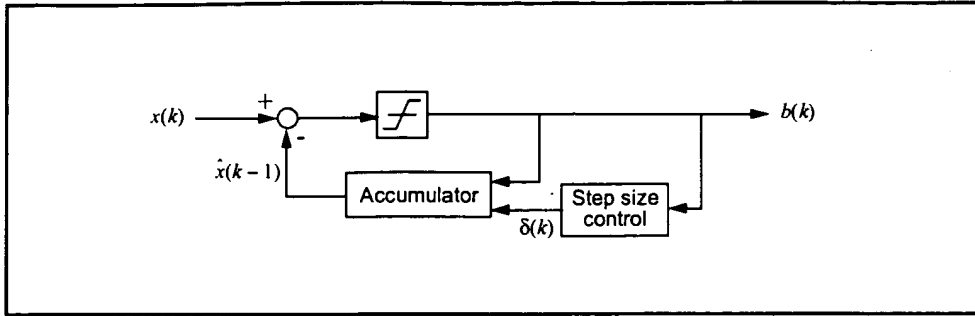 x(k)
+
-
b(k)
x̂(k − 1)
Accumulator
Step size
control
δ(k)